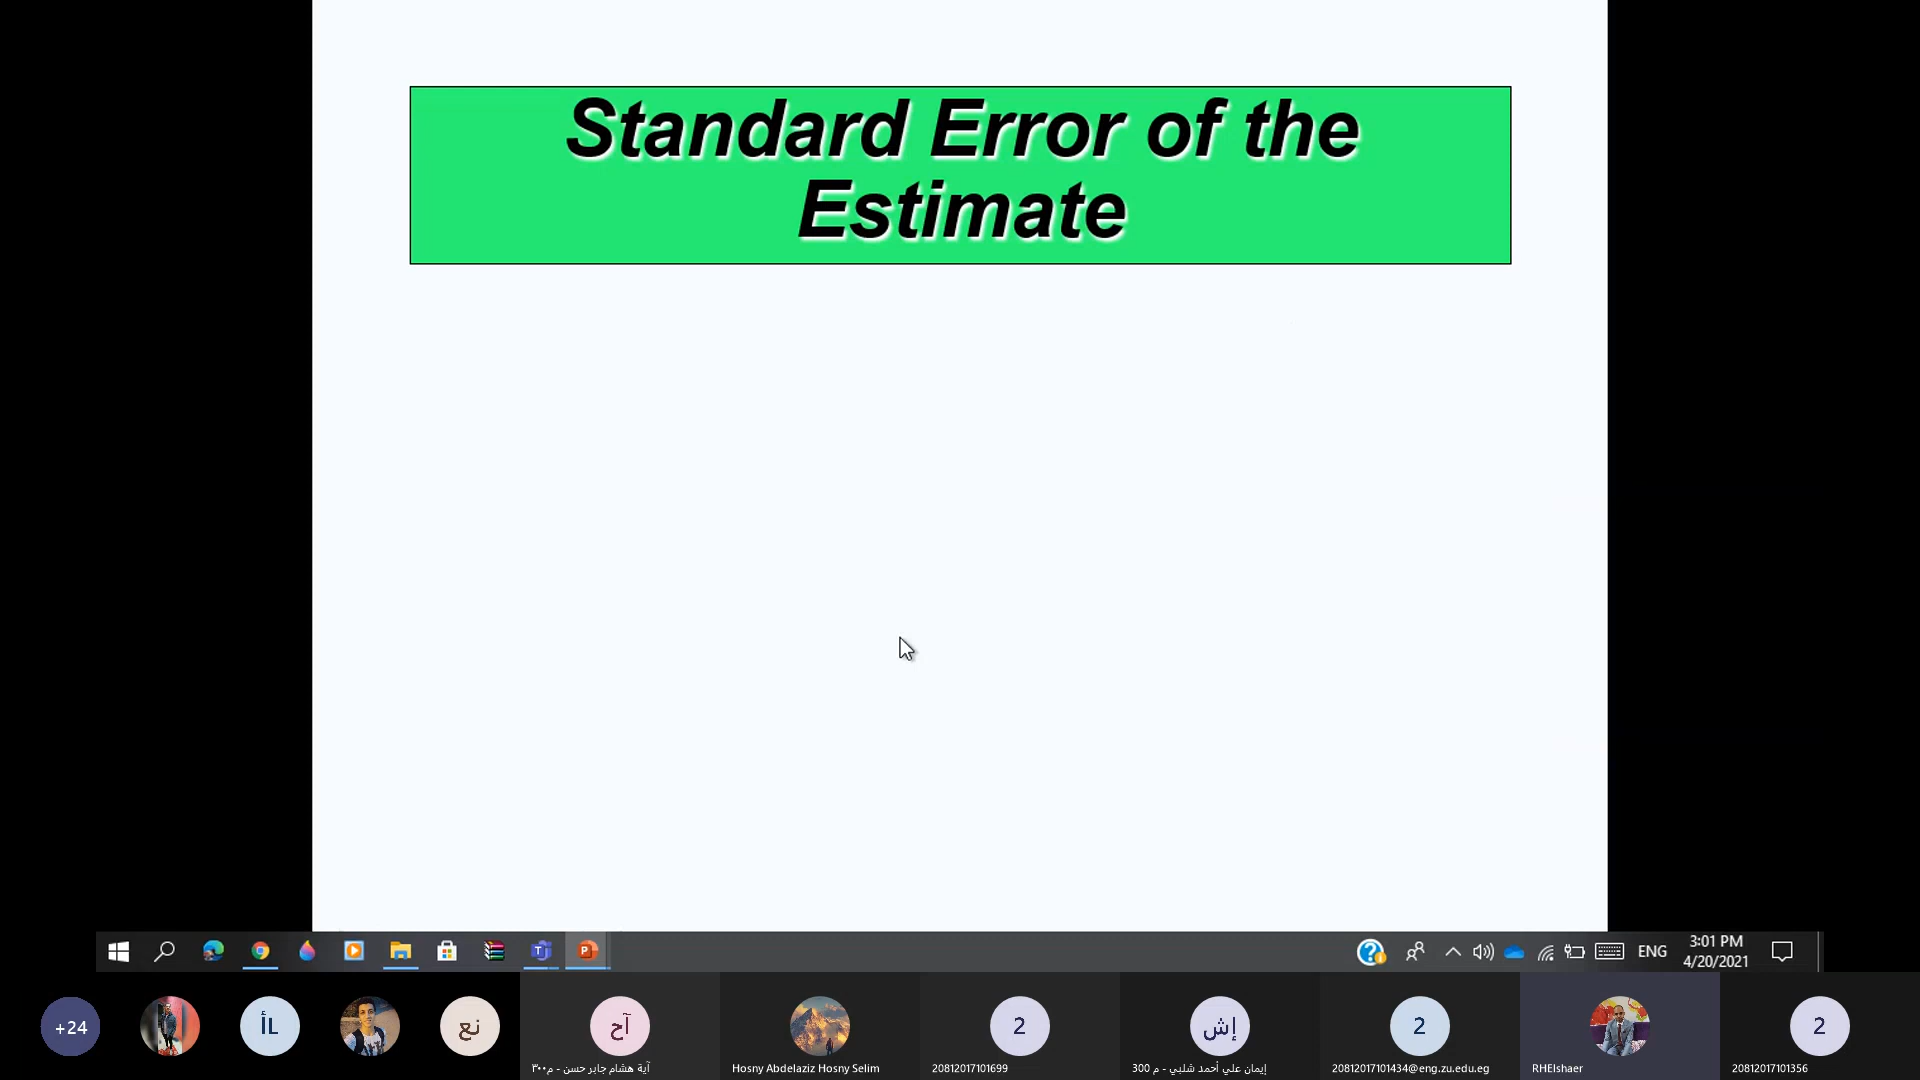 Standard Error of the
Estimate
ENG
3:01 PM
4/20/2021
+24
أL
نع
آح
2
إش
2
2
آية هشام جابر حسن - م٣٠٠
Hosny Abdelaziz Hosny Selim
20812017101699
إيمان علي أحمد شلبي - م 300
20812017101434@eng.zu.edu.eg
RHElshaer
20812017101356